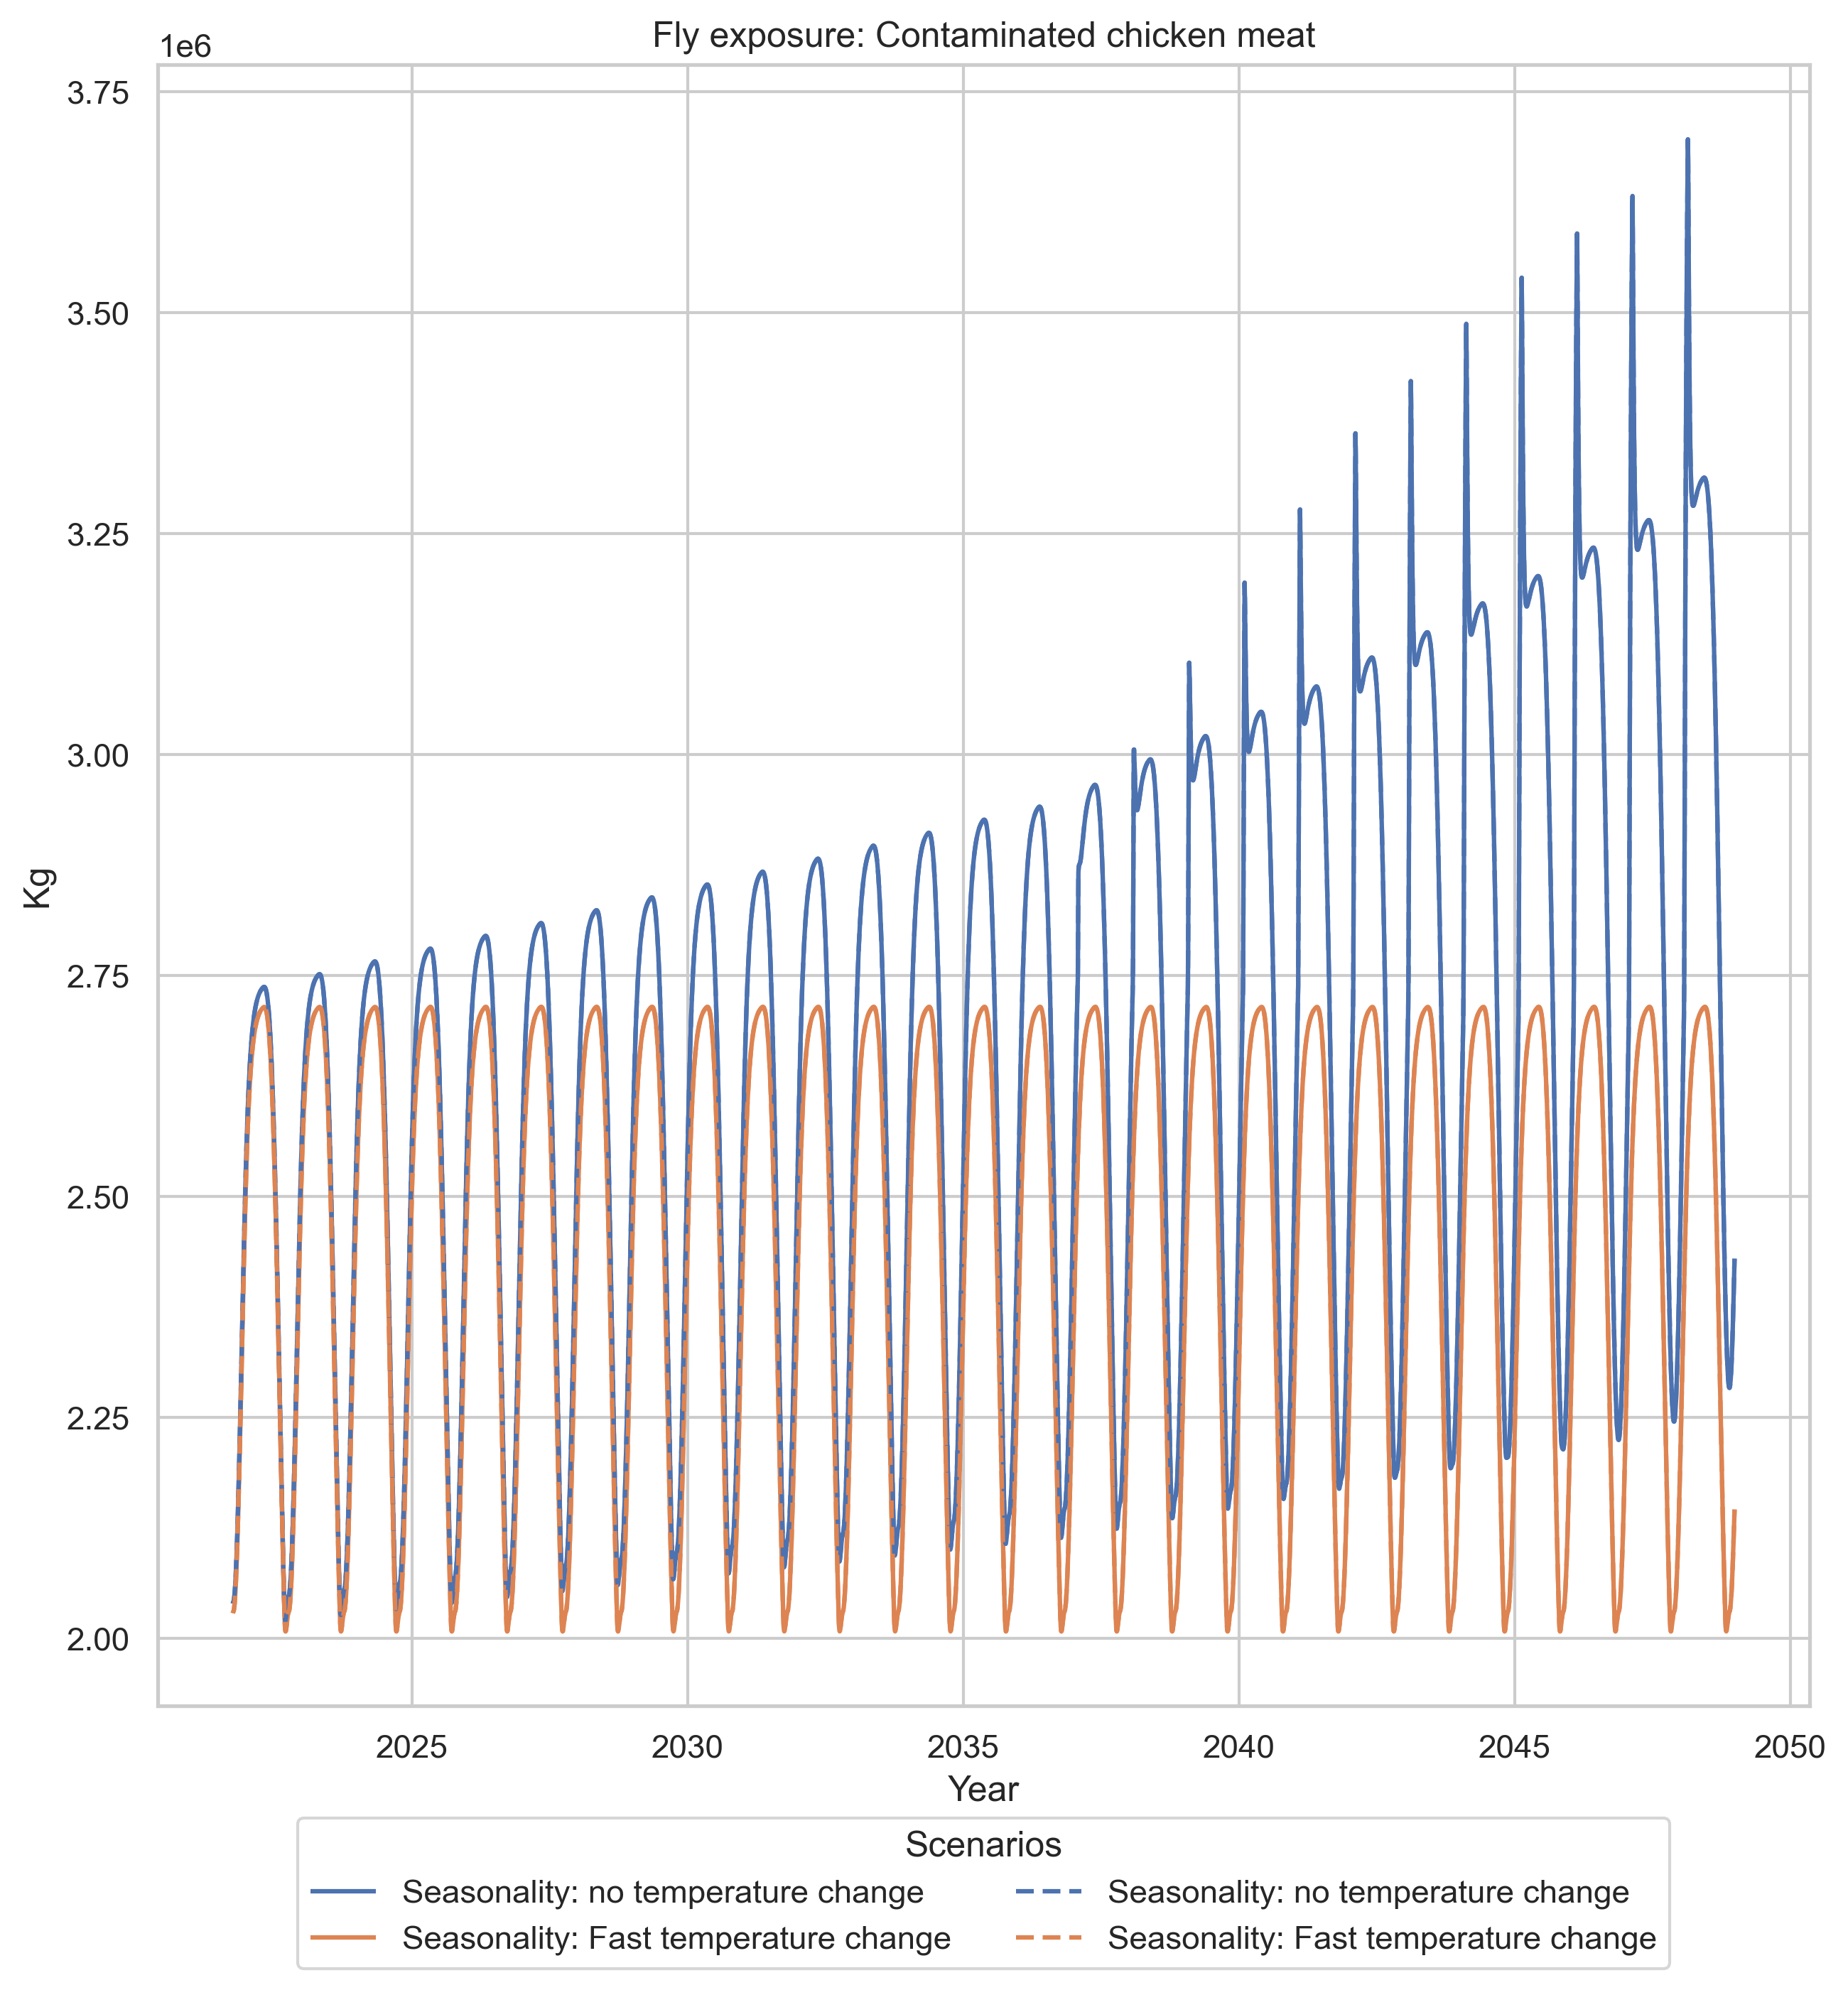 Fly exposure: Contaminated chicken meat
1e6
3.75
3.50
3.25
3.00
2.75
2.50
2.25
2.00
Kg
2025 2030 2035 2040 2045 2050
Year
Scenarios
Seasonality: no temperature change Seasonality: no temperature change
Seasonality: Fast temperature change Seasonality: Fast temperature change